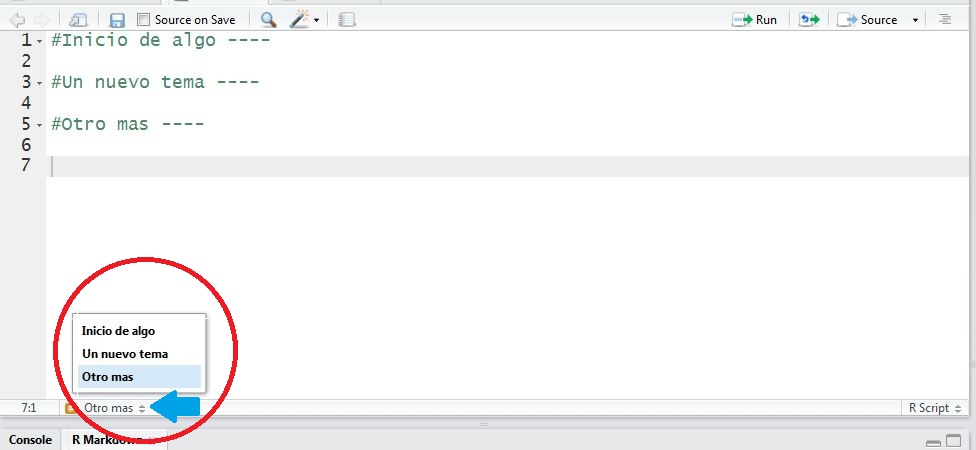 Source on Save
Run
Source
1 #Inicio de algo ----
2
3 #Un nuevo tema ----
4
5 #Otro mas ----
6
7
Inicio de algo
Un nuevo tema
Otro mas
7:1 Otro mas R Script
Console R Markdown